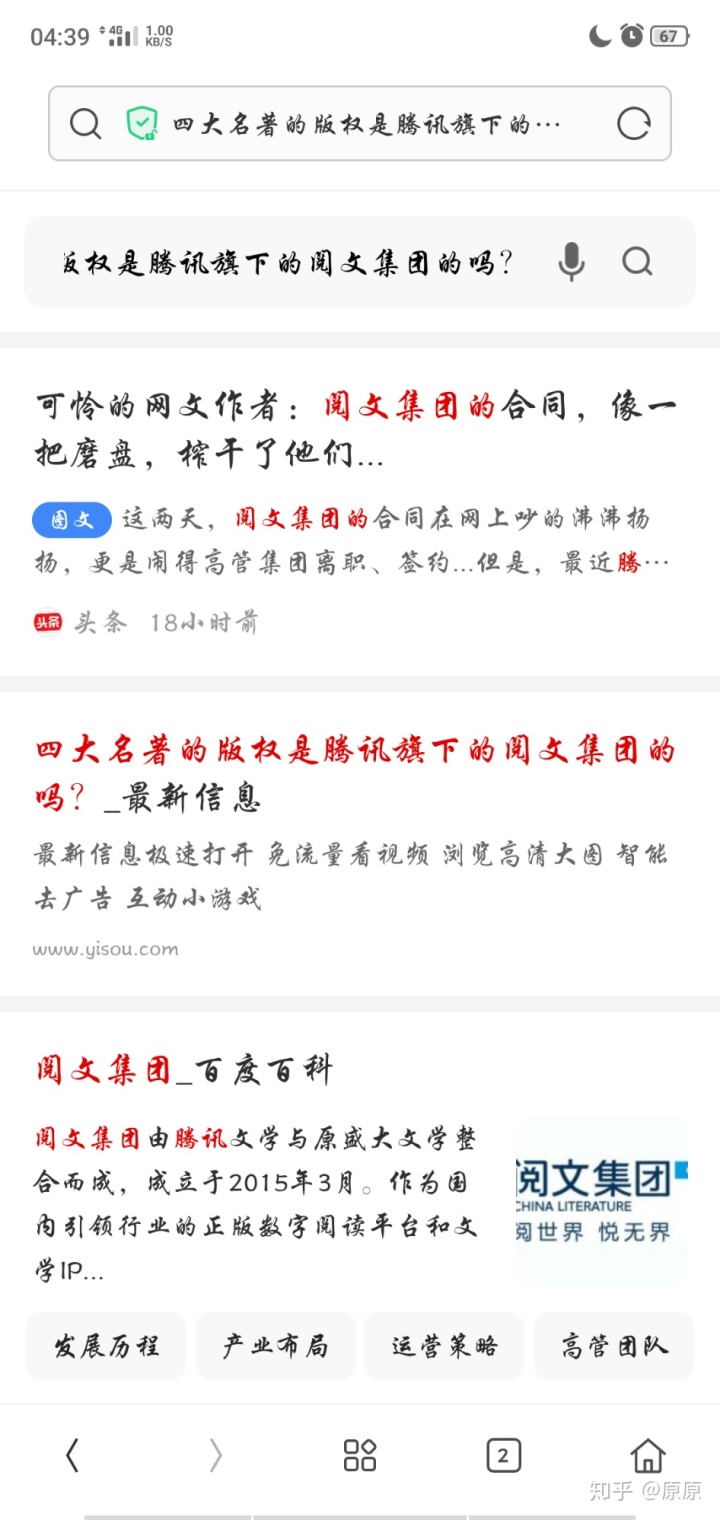 04:39 4G 1.00 KB/S 67
四大名著的版权是腾讯旗下的…
版权是腾讯旗下的阅文集团的吗？
可怜的网文作者：阅文集团的合同，像一
把磨盘，榨干了他们...
图文 这两天，阅文集团的合同在网上吵的沸沸扬
扬，更是闹得高管集团离职、签约...但是，最近腾…
头条 头条 18小时前
四大名著的版权是腾讯旗下的阅文集团的
吗？_最新信息
最新信息极速打开 免流量看视频 浏览高清大图 智能
去广告 互动小游戏
www.yisou.com
阅文集团_百度百科
阅文集团由腾讯文学与原盛大文学整
合而成，成立于2015年3月。作为国
内引领行业的正版数字阅读平台和文
学IP...
阅文集团
CHINA LITERATURE
阅世界 悦无界
发展历程 产业布局 运营策略 高管团队
2
知乎 @原原